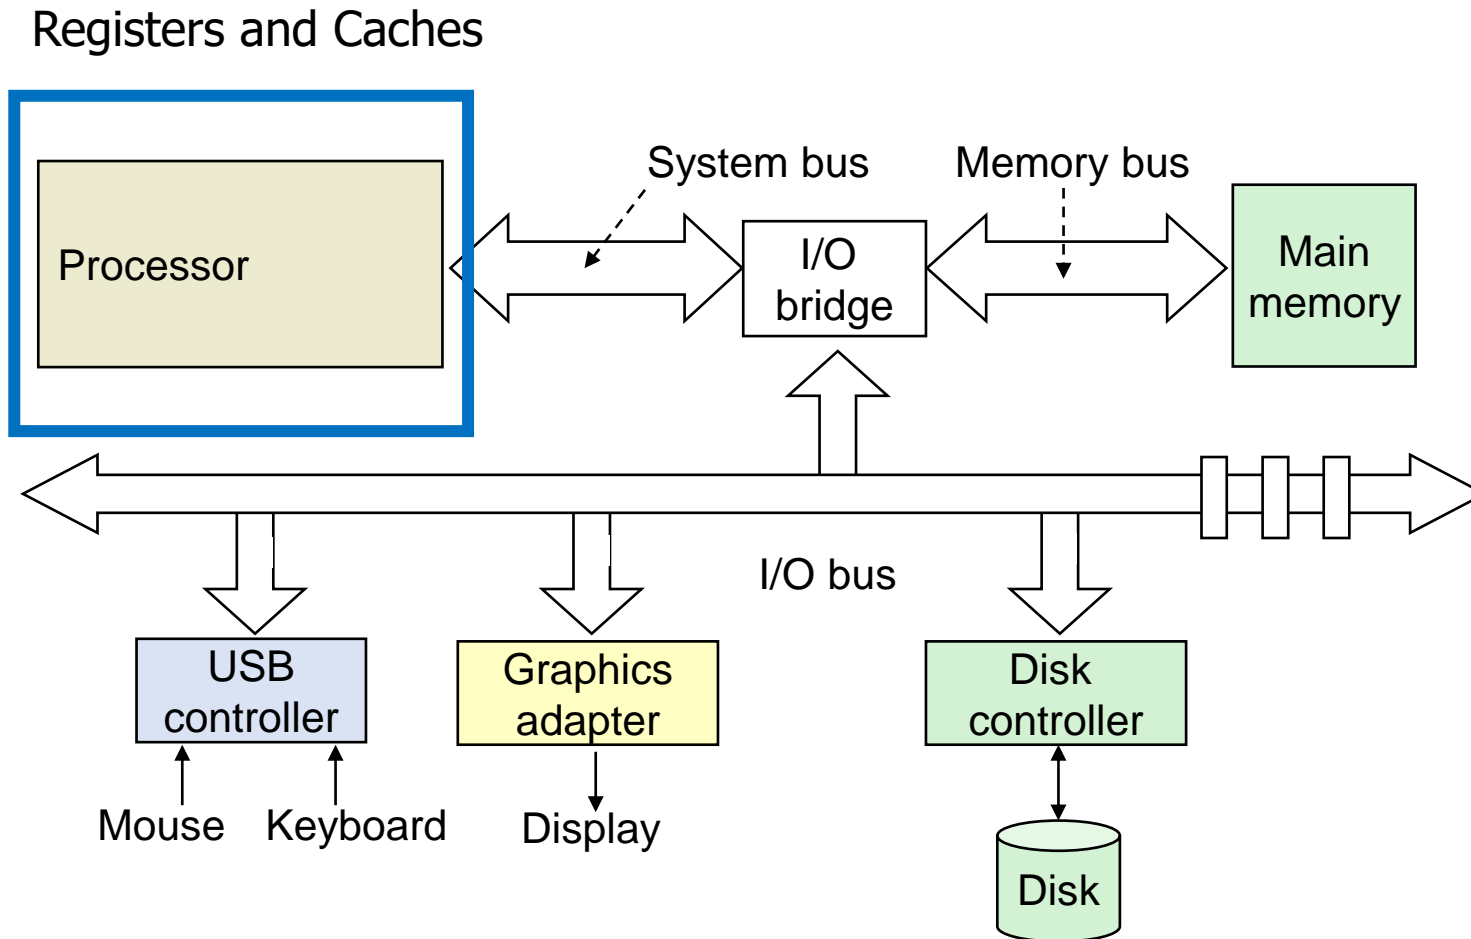 Registers and Caches
System bus
Memory bus
Processor
I/O
bridge
Main
memory
I/O bus
USB
controller
Graphics
adapter
Disk
controller
Mouse
Keyboard
Display
Disk